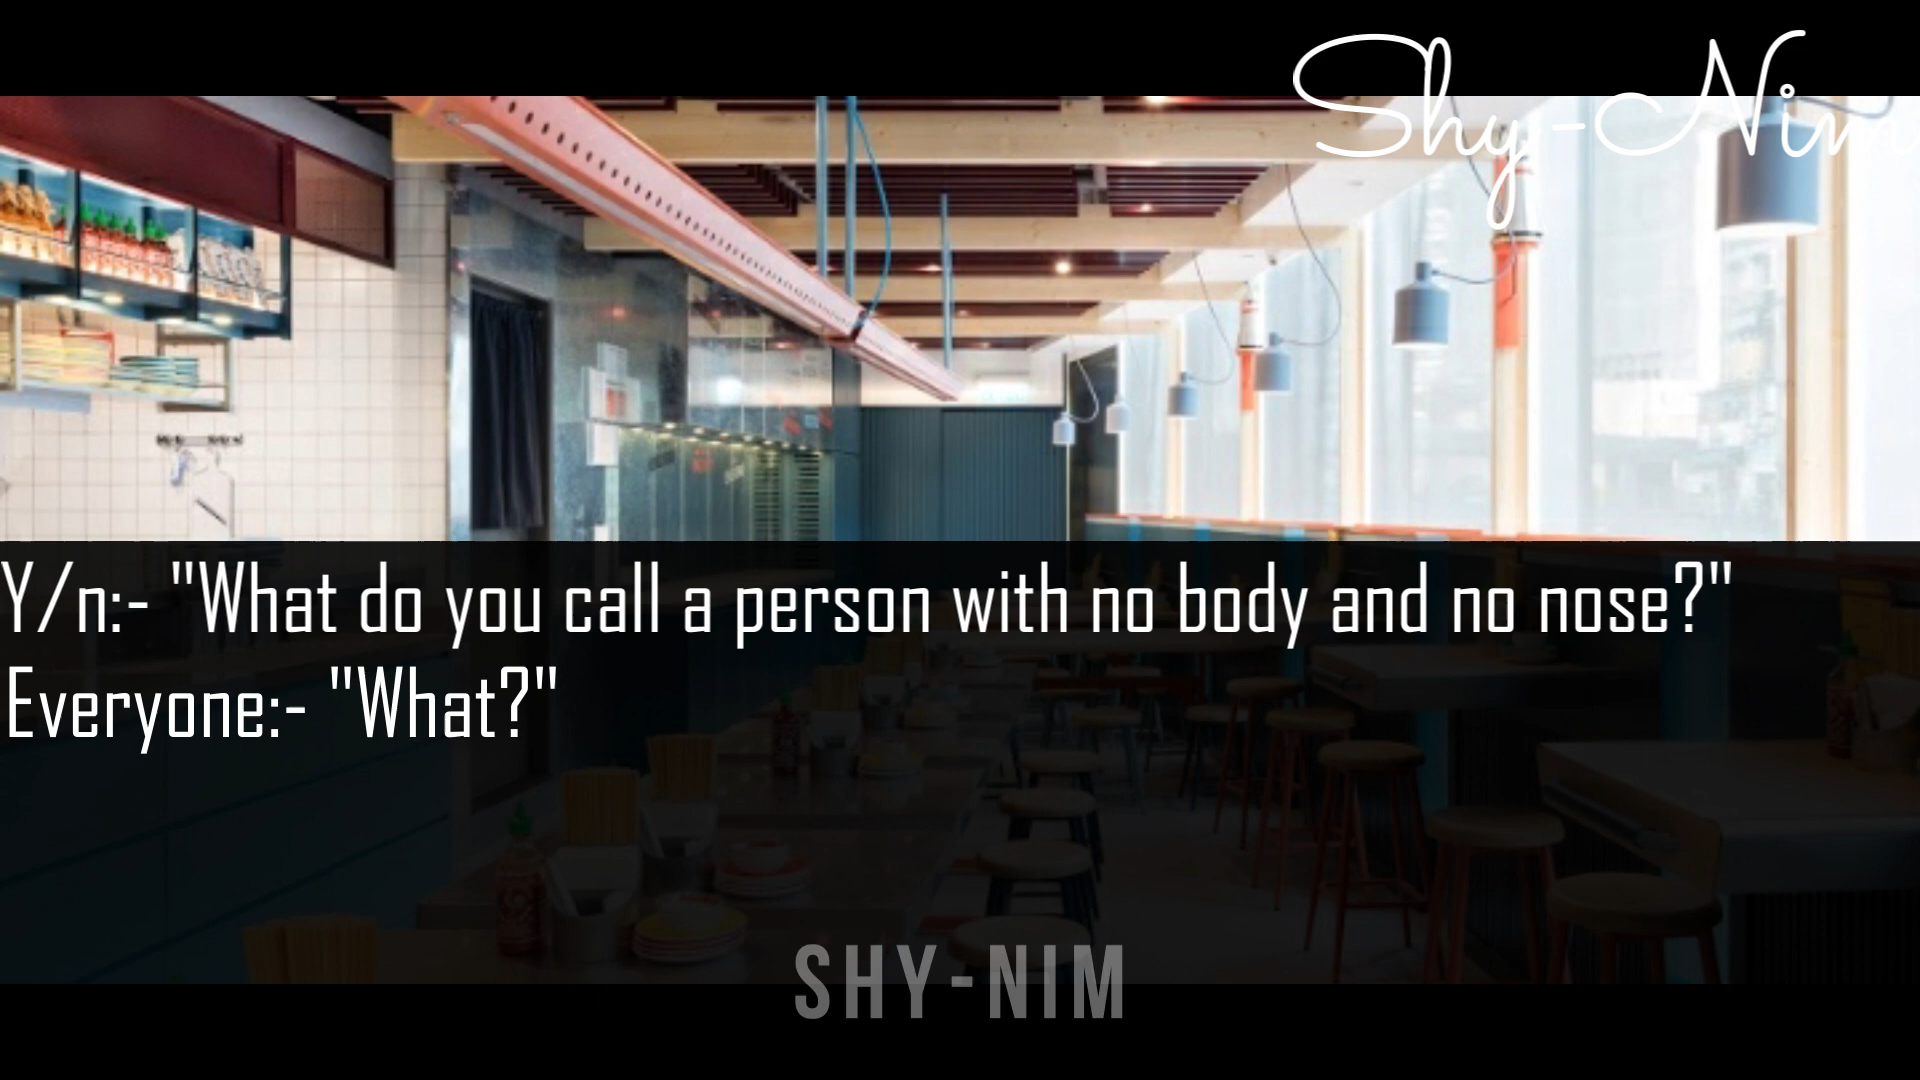 Shy-Nim
Y/n:- "What do you call a person with no body and no nose?"
Everyone:- "What?"
SHY-NIM